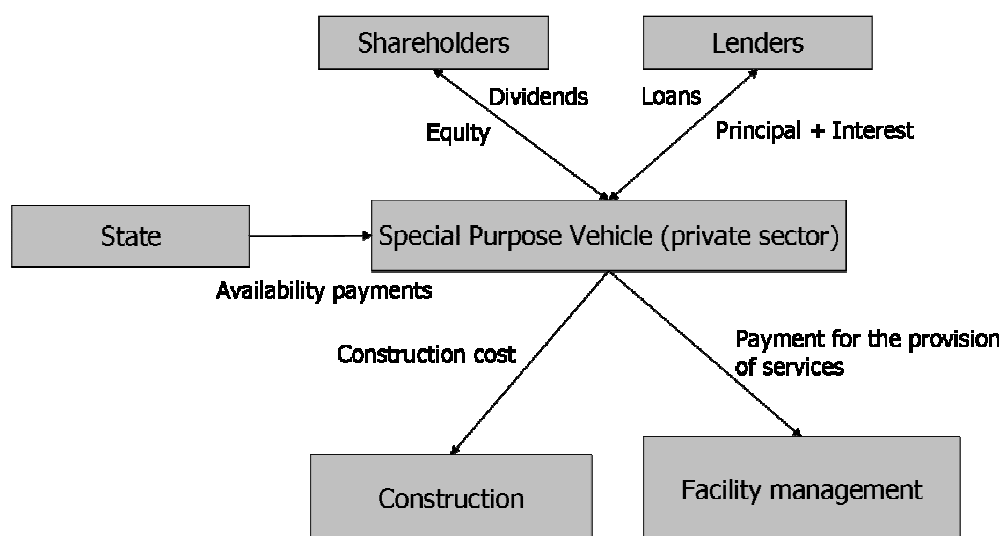 Shareholders
Lenders
Dividends
Loans
Equity
Principal + Interest
State
Special Purpose Vehicle (private sector)
Availability payments
Construction cost
Payment for the provision
of services
Construction
Facility management